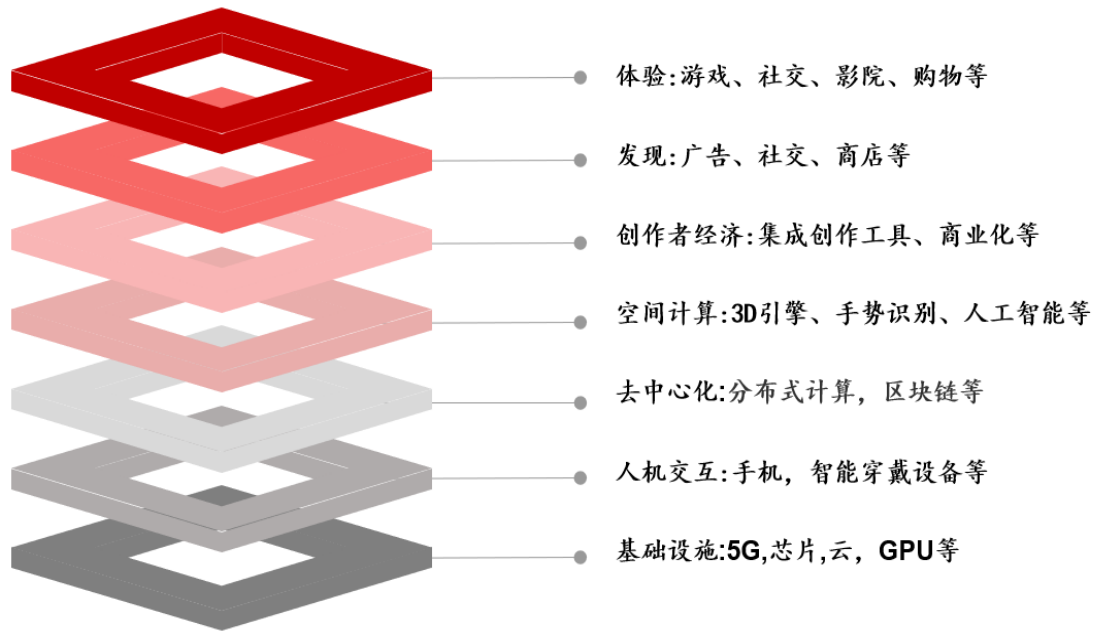 体验:游戏、社交、影院、购物等
发现:广告、社交、商店等
创作者经济:集成创作工具、商业化等
空间计算:3D引擎、手势识别、人工智能等
去中心化:分布式计算，区块链等
人机交互:手机，智能穿戴设备等
基础设施:5G,芯片,云，GPU等